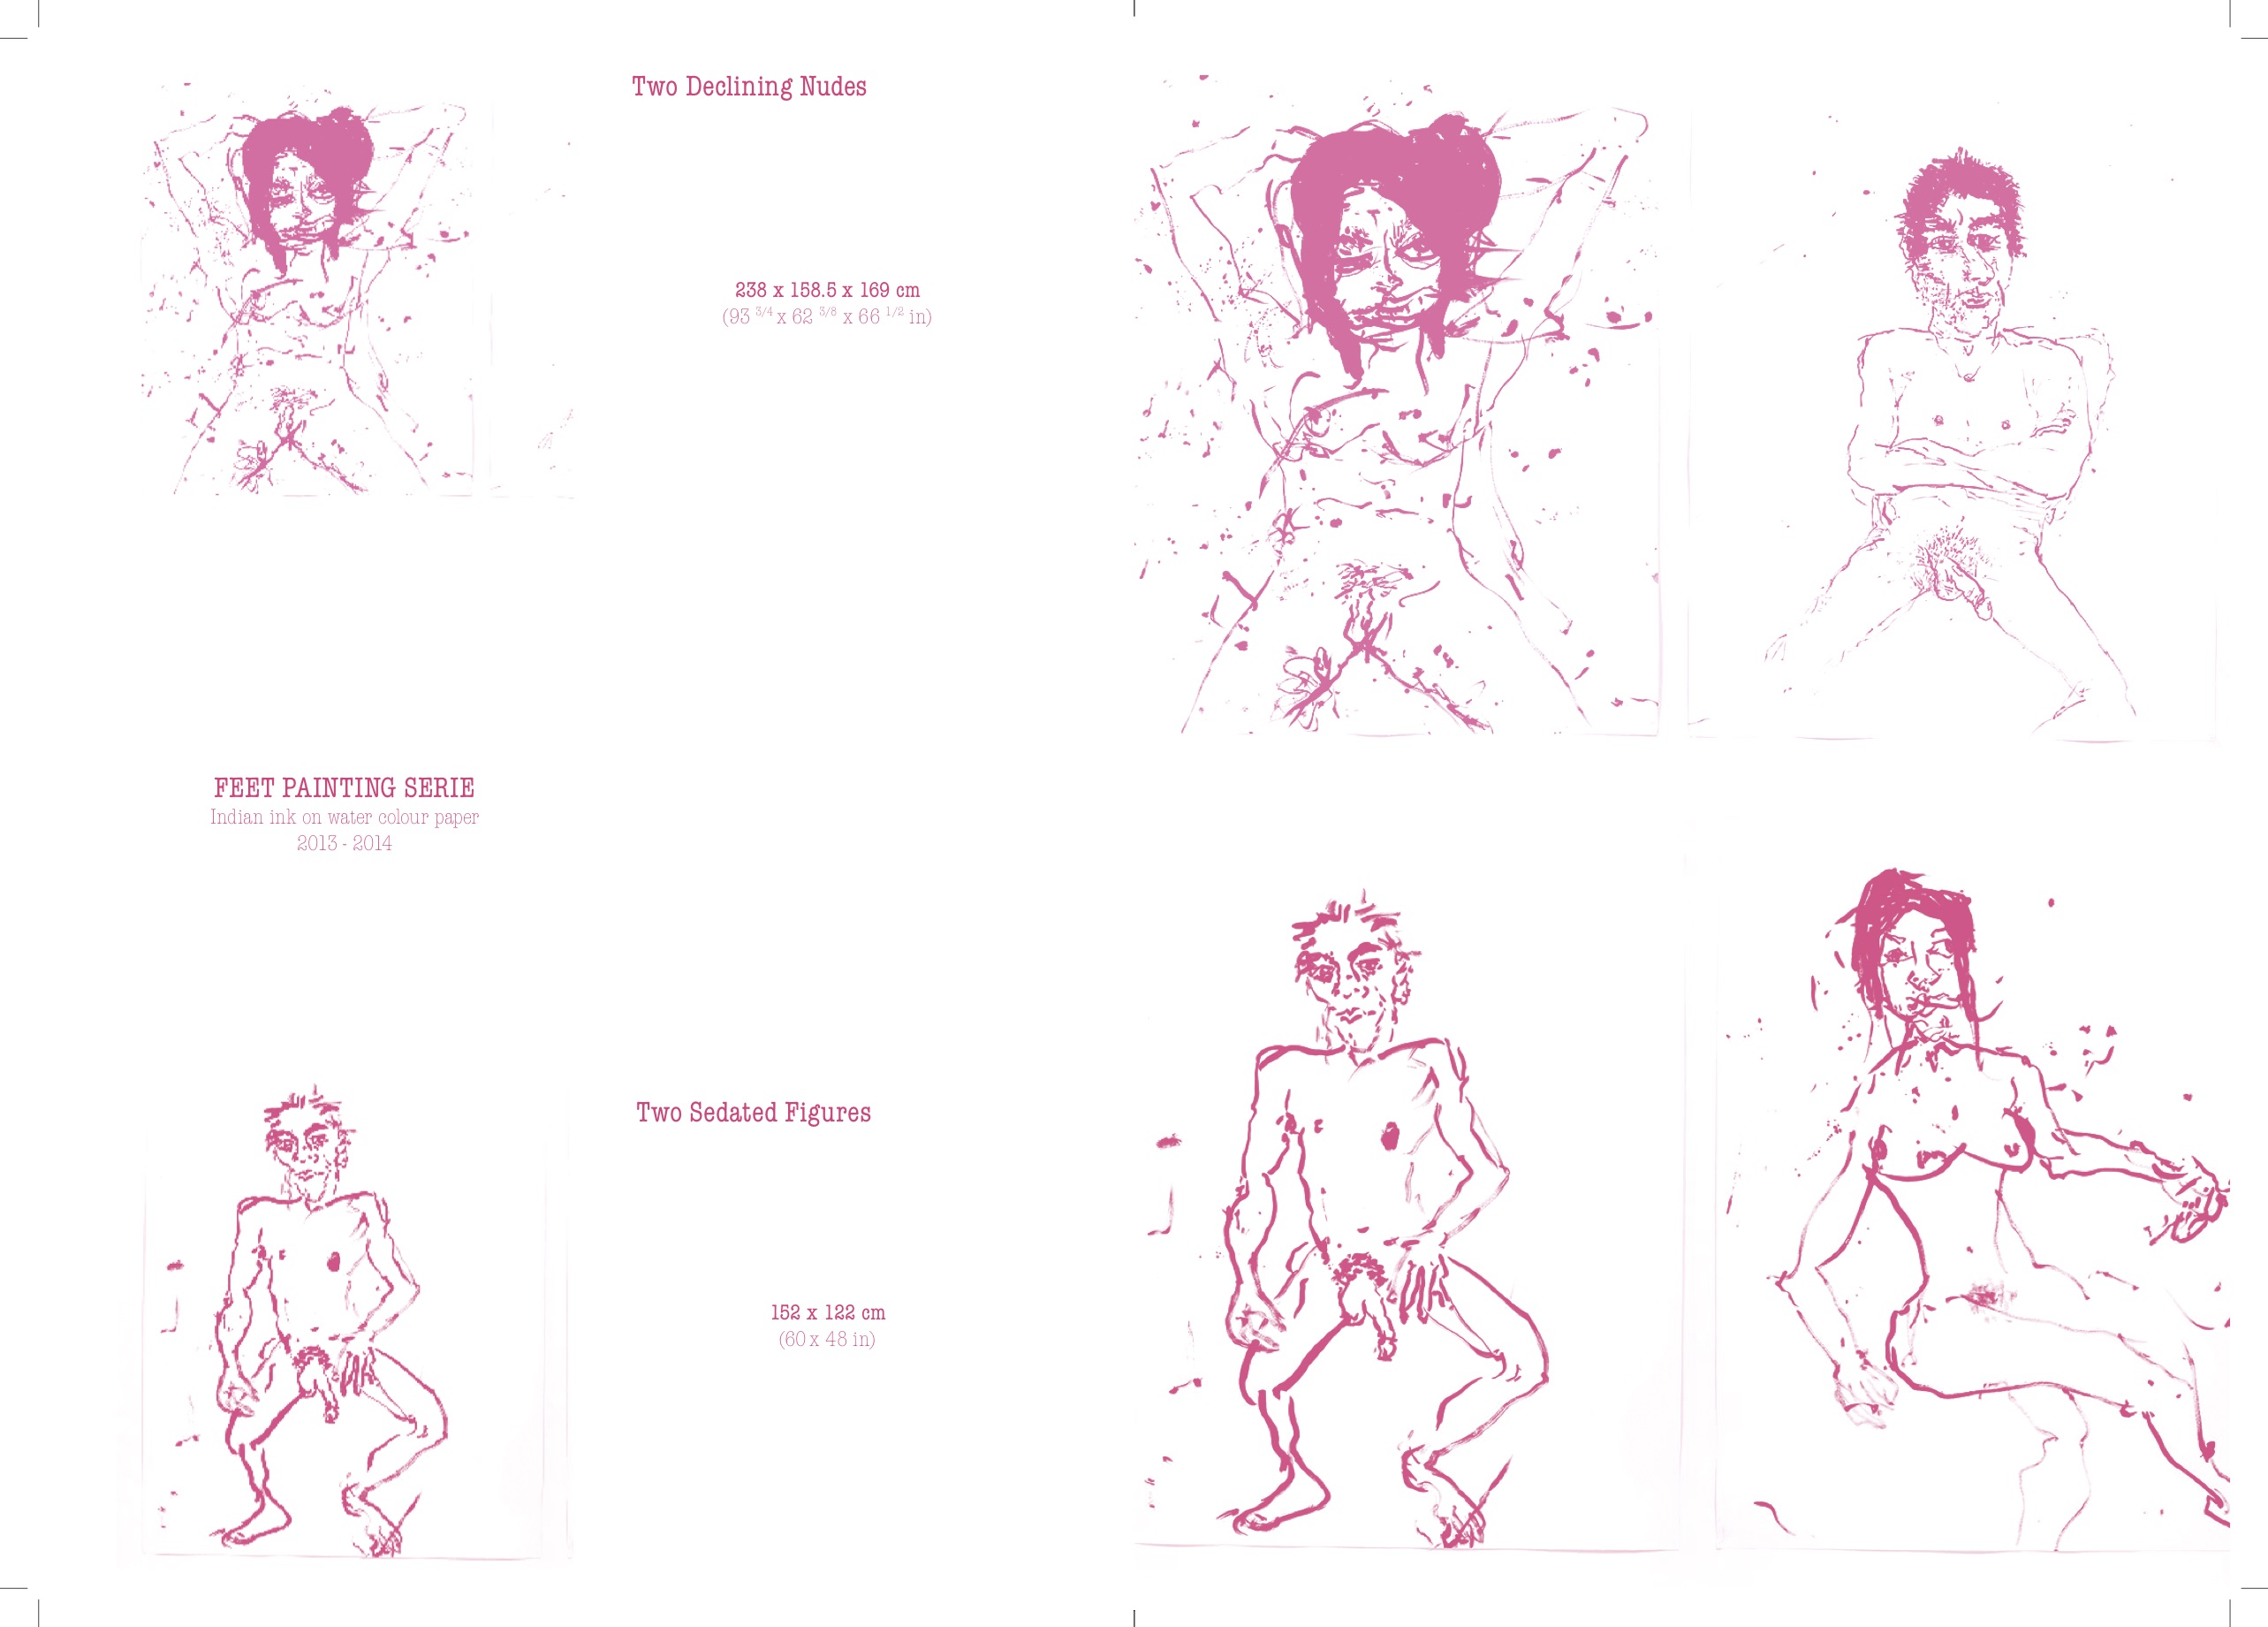 Two Declining Nudes
238 x 158.5 x 169 cm
(93 3/4 x 62 3/8 x 66 1/2 in)
FEET PAINTING SERIE
Indian ink on water colour paper
2013 - 2014
Two Sedated Figures
152 x 122 cm
(60 x 48 in)